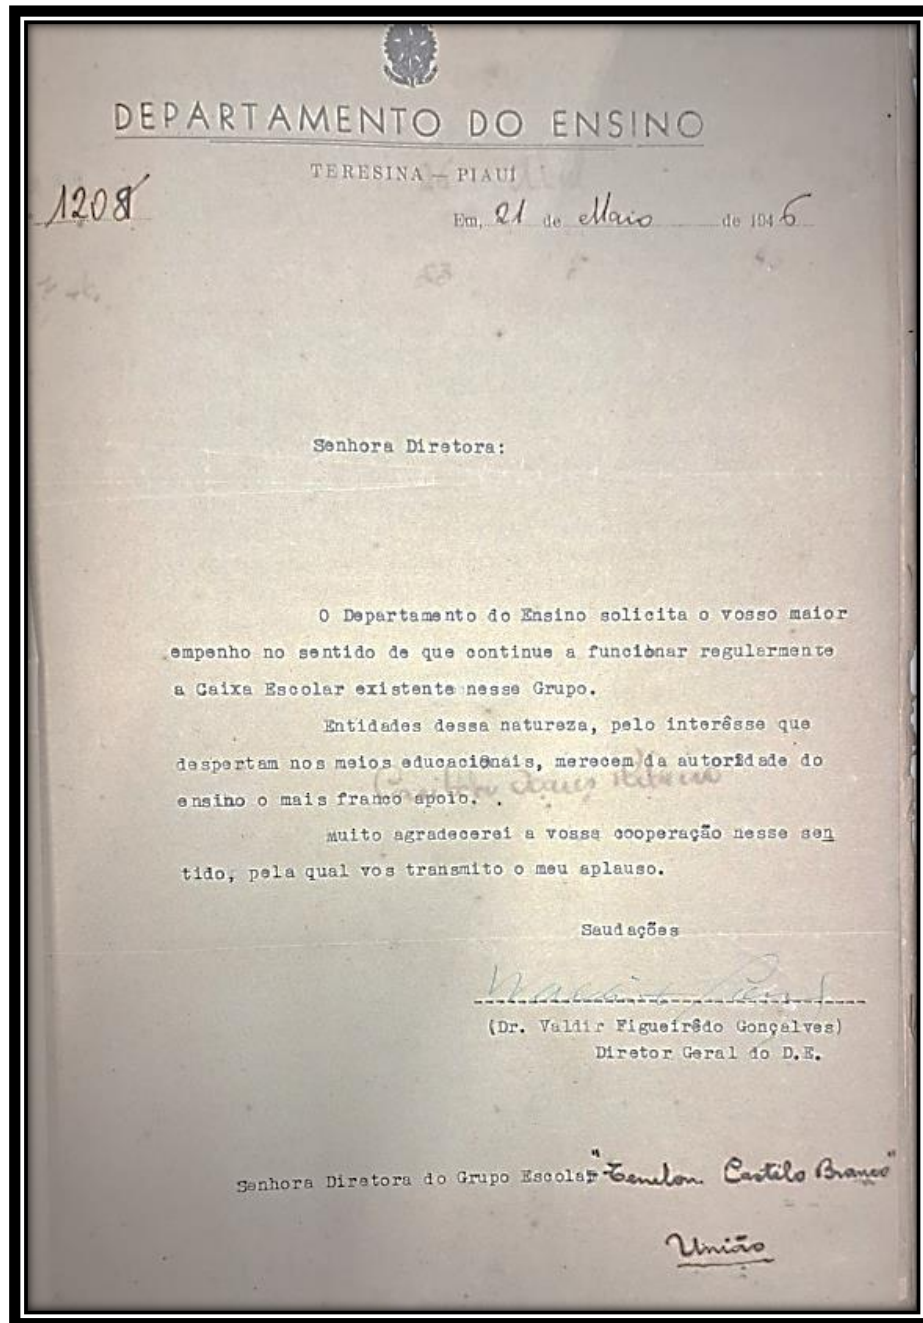 DEPARTAMENTO DO ENSINO
TERESINA — PIAUÍ
1208
Em, 21 de Maio de 1946
Senhora Diretora:
O Departamento do Ensino solicita o vosso maior
empenho no sentido de que continue a funcionar regularmente
a Caixa Escolar existente nesse Grupo.
Entidades dessa natureza, pelo interêsse que
despertam nos meios educacionais, merecem da autoridade do
ensino o mais franco apoio.
Muito agradecerei a vossa cooperação nesse sen
tido, pela qual vos transmito o meu aplauso.
Saudações
(Dr. Valdir Figueirêdo Gonçalves)
Diretor Geral do D.E.
Senhora Diretora do Grupo Escolar "Fenelon Castelo Branco"
União